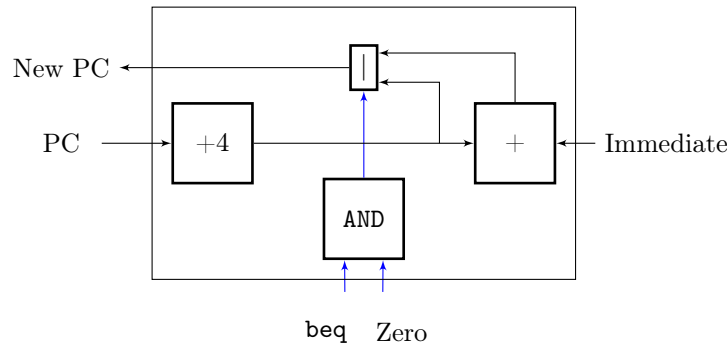 New PC
|
PC
+4
+
Immediate
AND
beq Zero